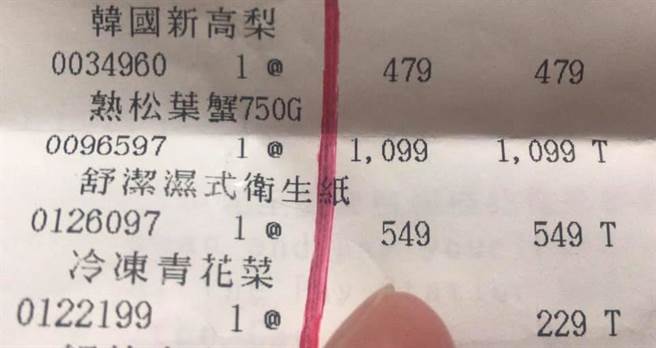 韓國新高梨
0034960 1 @ 479 479
熟松葉蟹750G
0096597 1 @ 1,099 1,099 T
舒潔濕式衛生紙
0126097 1 @ 549 549 T
冷凍青花菜
0122199 1 @ 229 T